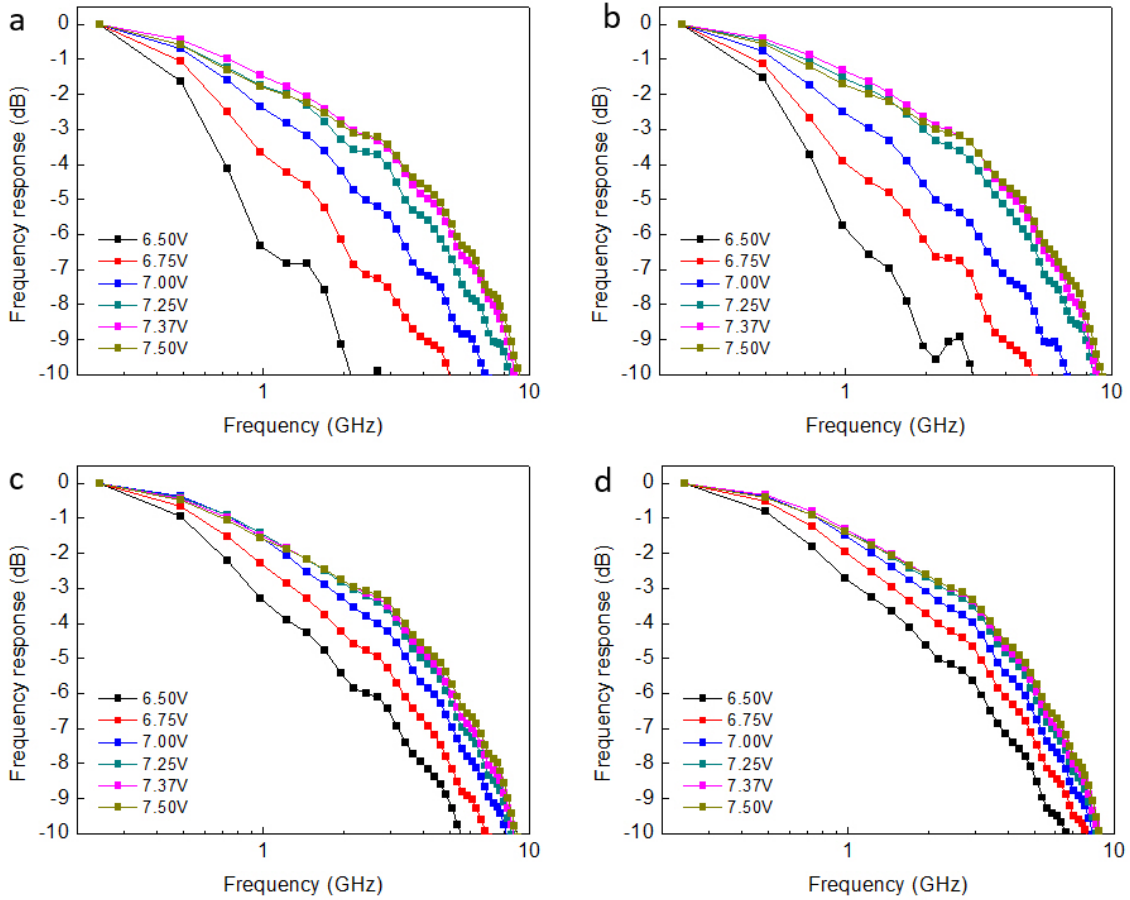 a
0
-1
-2
-3
-4
-5
-6
-7
-8
-9
-10
Frequency response (dB)
6.50V
6.75V
7.00V
7.25V
7.37V
7.50V
1 10
Frequency (GHz)
b
0
-1
-2
-3
-4
-5
-6
-7
-8
-9
-10
Frequency response (dB)
6.50V
6.75V
7.00V
7.25V
7.37V
7.50V
1 10
Frequency (GHz)
c
0
-1
-2
-3
-4
-5
-6
-7
-8
-9
-10
Frequency response (dB)
6.50V
6.75V
7.00V
7.25V
7.37V
7.50V
1 10
Frequency (GHz)
d
0
-1
-2
-3
-4
-5
-6
-7
-8
-9
-10
Frequency response (dB)
6.50V
6.75V
7.00V
7.25V
7.37V
7.50V
1 10
Frequency (GHz)